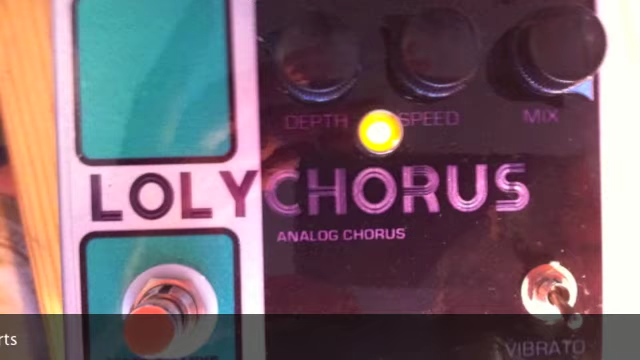 DEPTH SPEED MIX
LOLYCHORUS
ANALOG CHORUS
rts
VIBRATO